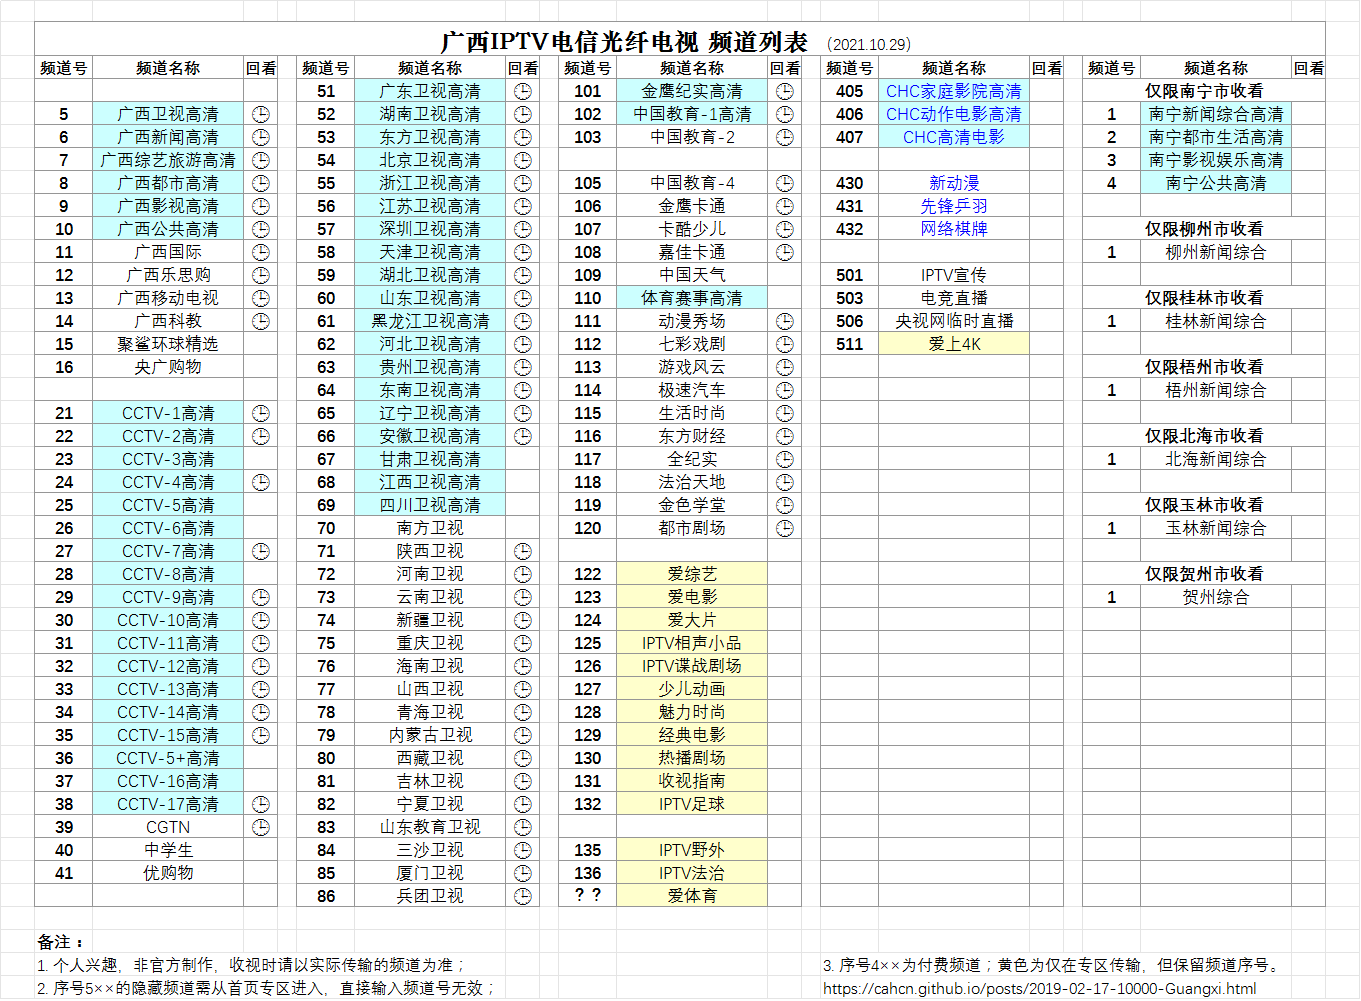 广西IPTV电信光纤电视 频道列表 （2021.10.29）
频道号 频道名称 回看 频道号 频道名称 回看 频道号 频道名称 回看 频道号 频道名称 回看 频道号 频道名称 回看
51 广东卫视高清 101 金鹰纪实高清 405 CHC家庭影院高清 仅限南宁市收看
5 广西卫视高清 52 湖南卫视高清 102 中国教育-1高清 406 CHC动作电影高清 1 南宁新闻综合高清
6 广西新闻高清 53 东方卫视高清 103 中国教育-2 407 CHC高清电影 2 南宁都市生活高清
7 广西综艺旅游高清 54 北京卫视高清 3 南宁影视娱乐高清
8 广西都市高清 55 浙江卫视高清 105 中国教育-4 430 新动漫 4 南宁公共高清
9 广西影视高清 56 江苏卫视高清 106 金鹰卡通 431 先锋乒羽
10 广西公共高清 57 深圳卫视高清 107 卡酷少儿 432 网络棋牌 仅限柳州市收看
11 广西国际 58 天津卫视高清 108 嘉佳卡通 1 柳州新闻综合
12 广西乐思购 59 湖北卫视高清 109 中国天气 501 IPTV宣传
13 广西移动电视 60 山东卫视高清 110 体育赛事高清 503 电竞直播 仅限桂林市收看
14 广西科教 61 黑龙江卫视高清 111 动漫秀场 506 央视网临时直播 1 桂林新闻综合
15 聚鲨环球精选 62 河北卫视高清 112 七彩戏剧 511 爱上4K
16 央广购物 63 贵州卫视高清 113 游戏风云 仅限梧州市收看
64 东南卫视高清 114 极速汽车 1 梧州新闻综合
21 CCTV-1高清 65 辽宁卫视高清 115 生活时尚
22 CCTV-2高清 66 安徽卫视高清 116 东方财经 仅限北海市收看
23 CCTV-3高清 67 甘肃卫视高清 117 全纪实 1 北海新闻综合
24 CCTV-4高清 68 江西卫视高清 118 法治天地
25 CCTV-5高清 69 四川卫视高清 119 金色学堂 仅限玉林市收看
26 CCTV-6高清 70 南方卫视 120 都市剧场 1 玉林新闻综合
27 CCTV-7高清 71 陕西卫视
28 CCTV-8高清 72 河南卫视 122 爱综艺 仅限贺州市收看
29 CCTV-9高清 73 云南卫视 123 爱电影 1 贺州综合
30 CCTV-10高清 74 新疆卫视 124 爱大片
31 CCTV-11高清 75 重庆卫视 125 IPTV相声小品
32 CCTV-12高清 76 海南卫视 126 IPTV谍战剧场
33 CCTV-13高清 77 山西卫视 127 少儿动画
34 CCTV-14高清 78 青海卫视 128 魅力时尚
35 CCTV-15高清 79 内蒙古卫视 129 经典电影
36 CCTV-5+高清 80 西藏卫视 130 热播剧场
37 CCTV-16高清 81 吉林卫视 131 收视指南
38 CCTV-17高清 82 宁夏卫视 132 IPTV足球
39 CGTN 83 山东教育卫视
40 中学生 84 三沙卫视 135 IPTV野外
41 优购物 85 厦门卫视 136 IPTV法治
86 兵团卫视 ？？ 爱体育
备注：
1. 个人兴趣，非官方制作，收视时请以实际传输的频道为准； 3. 序号4××为付费频道；黄色为仅在专区传输，但保留频道序号。
2. 序号5××的隐藏频道需从首页专区进入，直接输入频道号无效； https://cahcn.github.io/posts/2019-02-17-10000-Guangxi.html